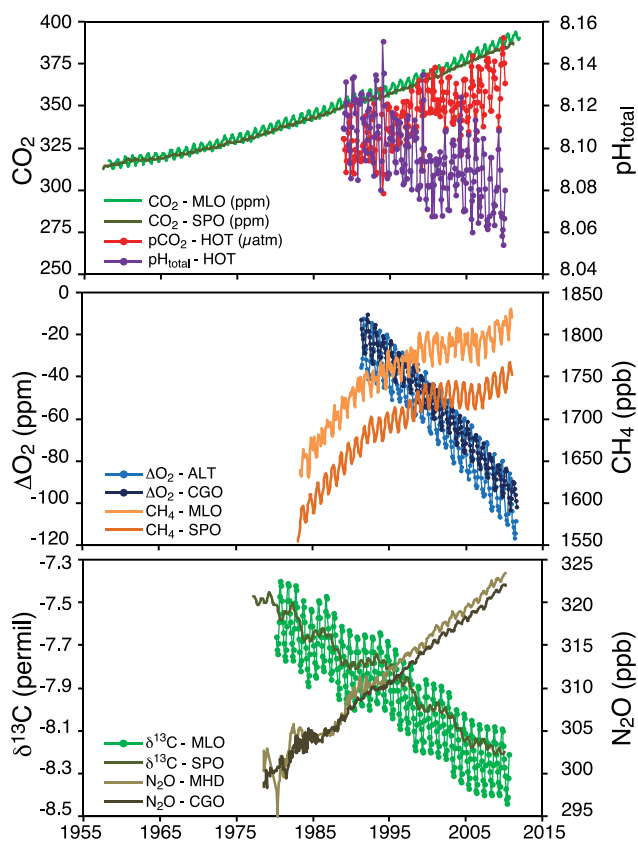 400
375
350
325
300
275
250
CO₂
8.15
8.14
8.12
8.10
8.08
8.06
8.04
pHtotal
CO₂ - MLO (ppm)
CO₂ - SPO (ppm)
pCO₂ - HOT (µatm)
pHtotal - HOT
0
-20
-40
-60
-80
-100
-120
ΔO₂ (ppm)
1850
1800
1750
1700
1650
1600
1550
CH₄ (ppb)
ΔO₂ - ALT
ΔO₂ - CGO
CH₄ - MLO
CH₄ - SPO
-7.3
-7.5
-7.7
-7.9
-8.1
-8.3
-8.5
δ¹³C (permil)
325
320
315
310
305
300
295
N₂O (ppb)
δ¹³C - MLO
δ¹³C - SPO
N₂O - MHD
N₂O - CGO
1955 1965 1975 1985 1995 2005 2015